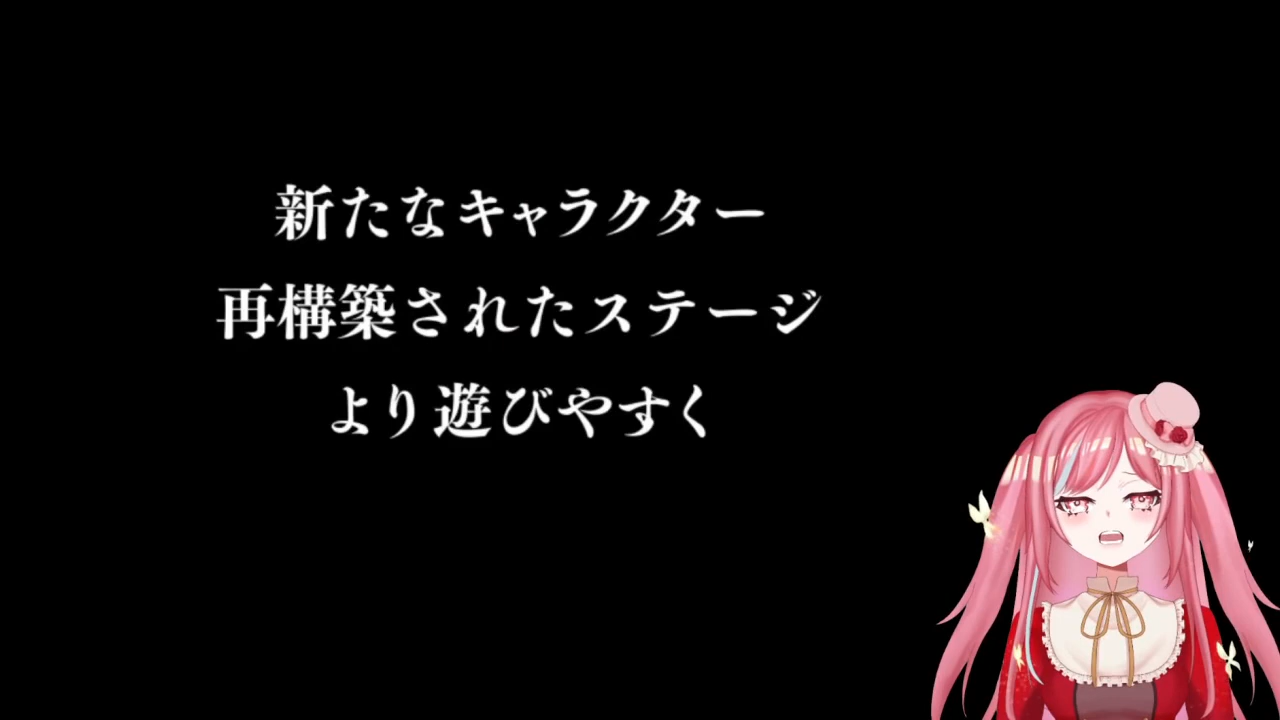 新たなキャラクター
再構築されたステージ
より遊びやすく